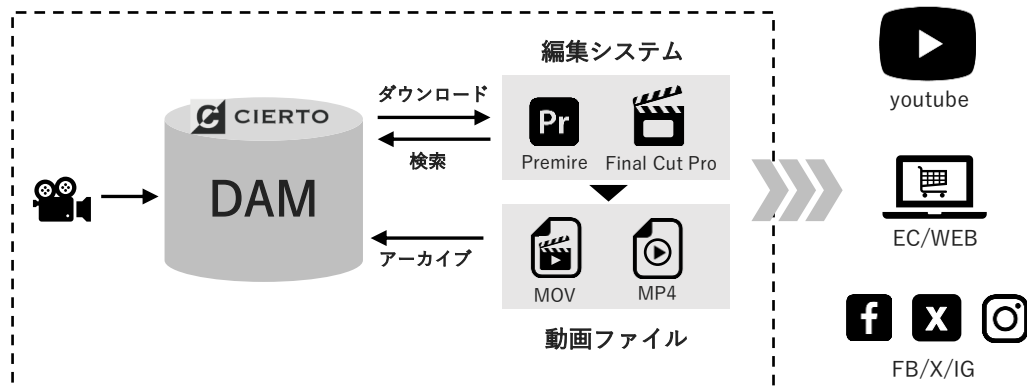 編集システム
ダウンロード
CIERTO
Pr
検索
Premire
Final Cut Pro
DAM
アーカイブ
MOV
MP4
動画ファイル
youtube
EC/WEB
f
X
FB/X/IG